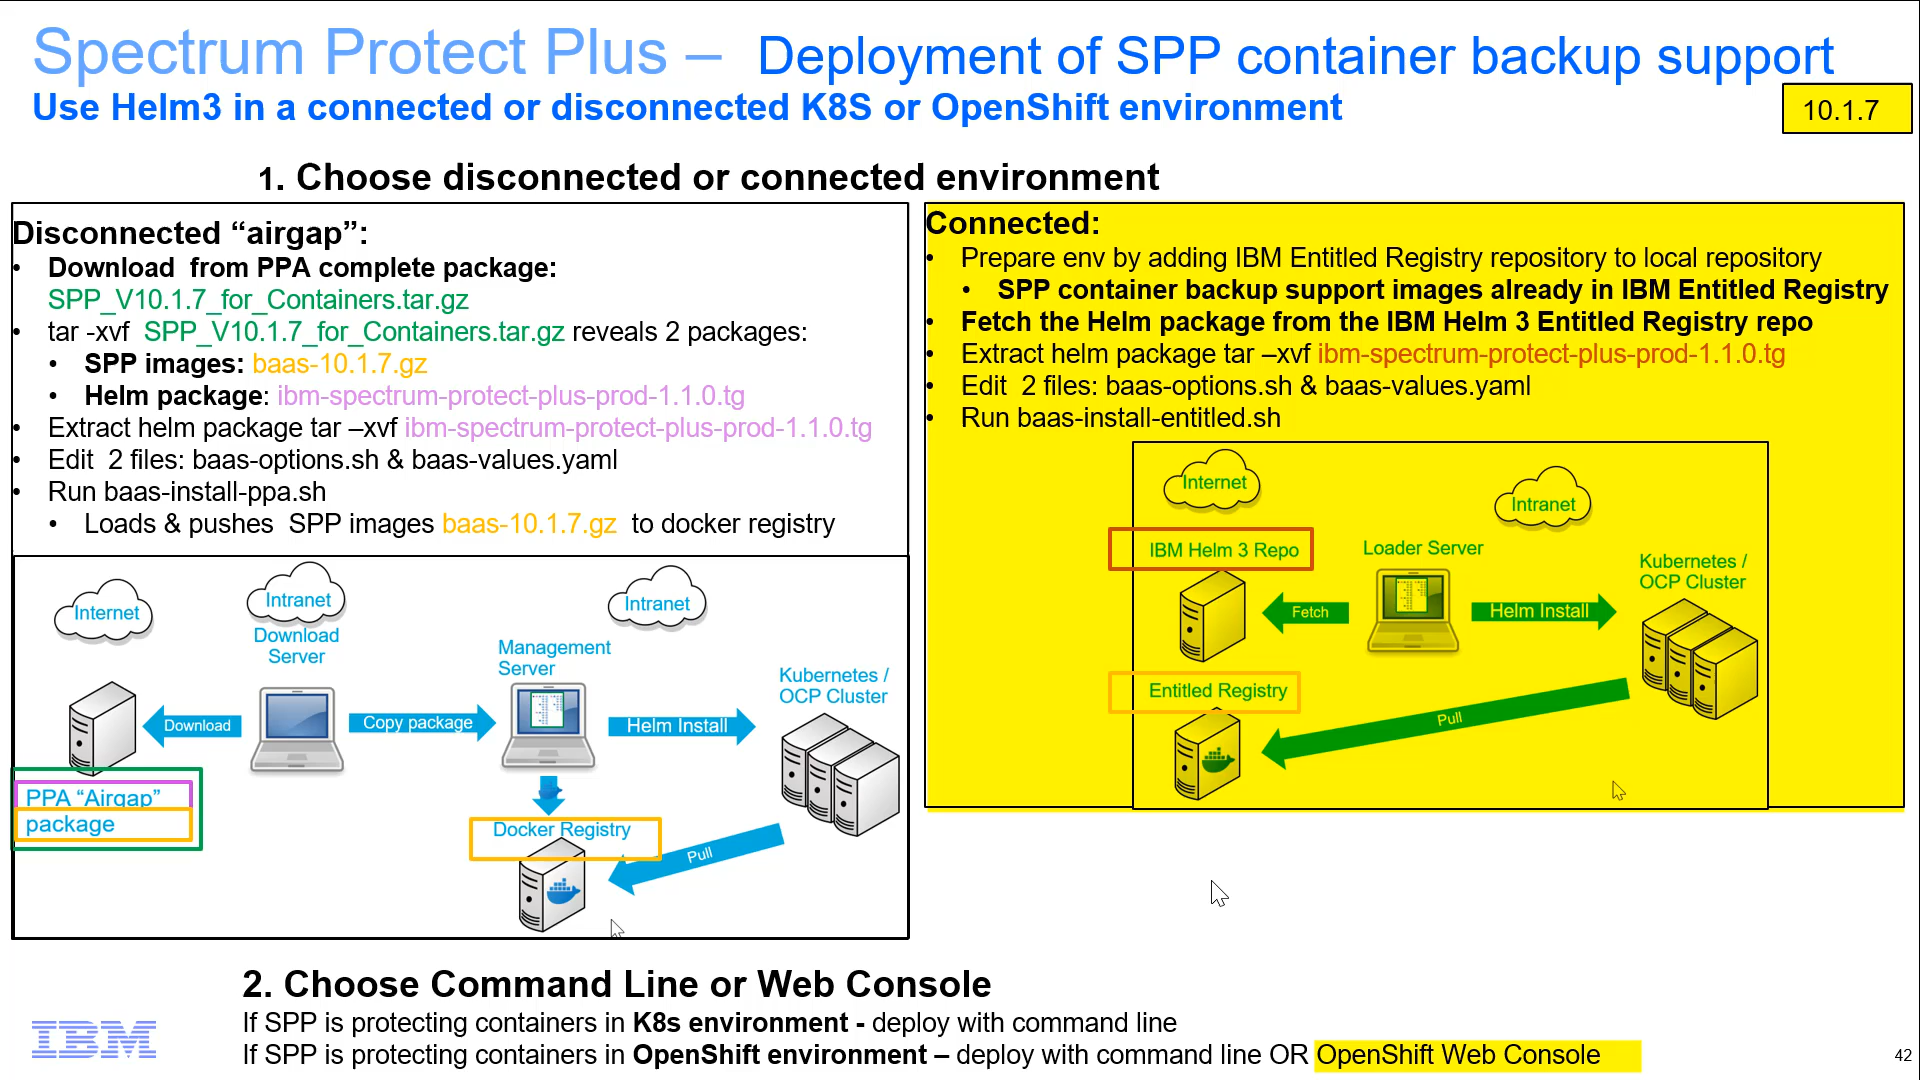 Spectrum Protect Plus – Deployment of SPP container backup support
Use Helm3 in a connected or disconnected K8S or OpenShift environment
10.1.7
1. Choose disconnected or connected environment
Disconnected “airgap”:
• Download from PPA complete package:
SPP_V10.1.7_for_Containers.tar.gz
• tar -xvf SPP_V10.1.7_for_Containers.tar.gz reveals 2 packages:
• SPP images: baas-10.1.7.gz
• Helm package: ibm-spectrum-protect-plus-prod-1.1.0.tg
• Extract helm package tar –xvf ibm-spectrum-protect-plus-prod-1.1.0.tg
• Edit 2 files: baas-options.sh & baas-values.yaml
• Run baas-install-ppa.sh
• Loads & pushes SPP images baas-10.1.7.gz to docker registry
Internet
Intranet
Download
Server
Intranet
Management
Server
Kubernetes /
OCP Cluster
Download
Copy package
Helm Install
PPA “Airgap”
package
Docker Registry
Pull
Connected:
• Prepare env by adding IBM Entitled Registry repository to local repository
• SPP container backup support images already in IBM Entitled Registry
• Fetch the Helm package from the IBM Helm 3 Entitled Registry repo
• Extract helm package tar –xvf ibm-spectrum-protect-plus-prod-1.1.0.tg
• Edit 2 files: baas-options.sh & baas-values.yaml
• Run baas-install-entitled.sh
Internet
Intranet
IBM Helm 3 Repo
Loader Server
Kubernetes /
OCP Cluster
Fetch
Helm Install
Entitled Registry
Pull
2. Choose Command Line or Web Console
If SPP is protecting containers in K8s environment - deploy with command line
If SPP is protecting containers in OpenShift environment – deploy with command line OR OpenShift Web Console
IBM
42